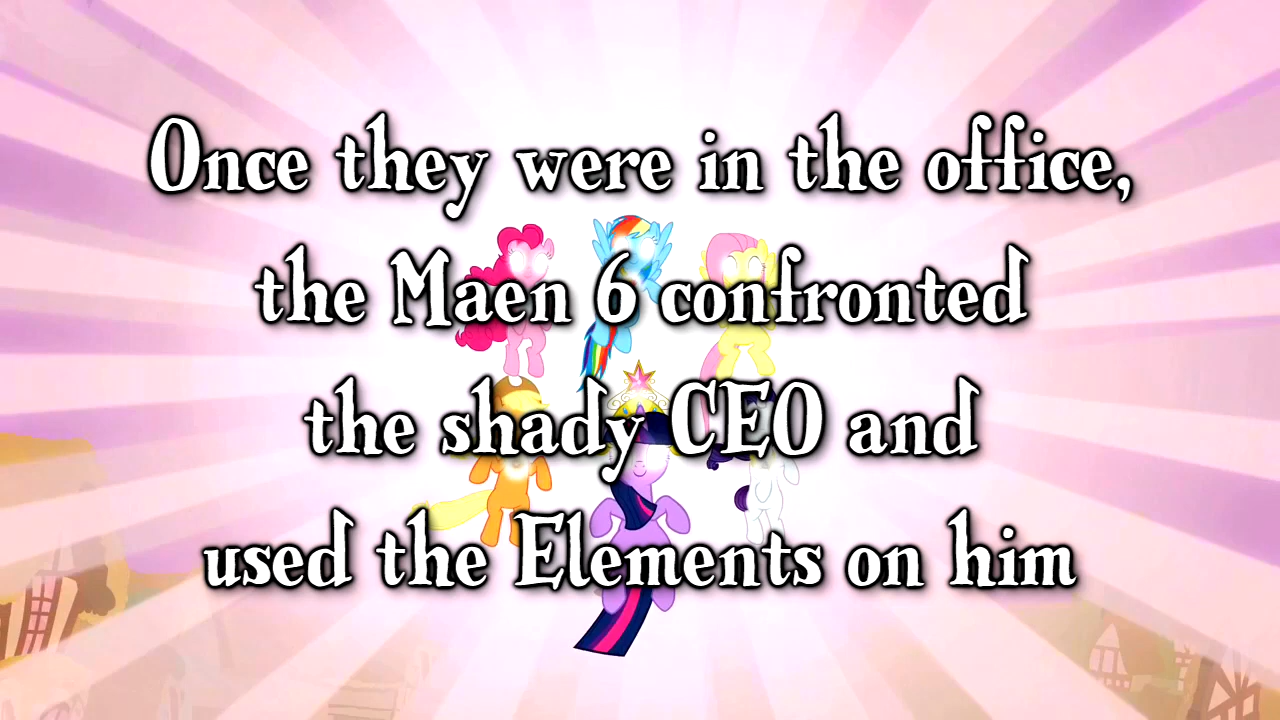 Once they were in the office,
the Maen 6 confronted
the shady CEO and
used the Elements on him